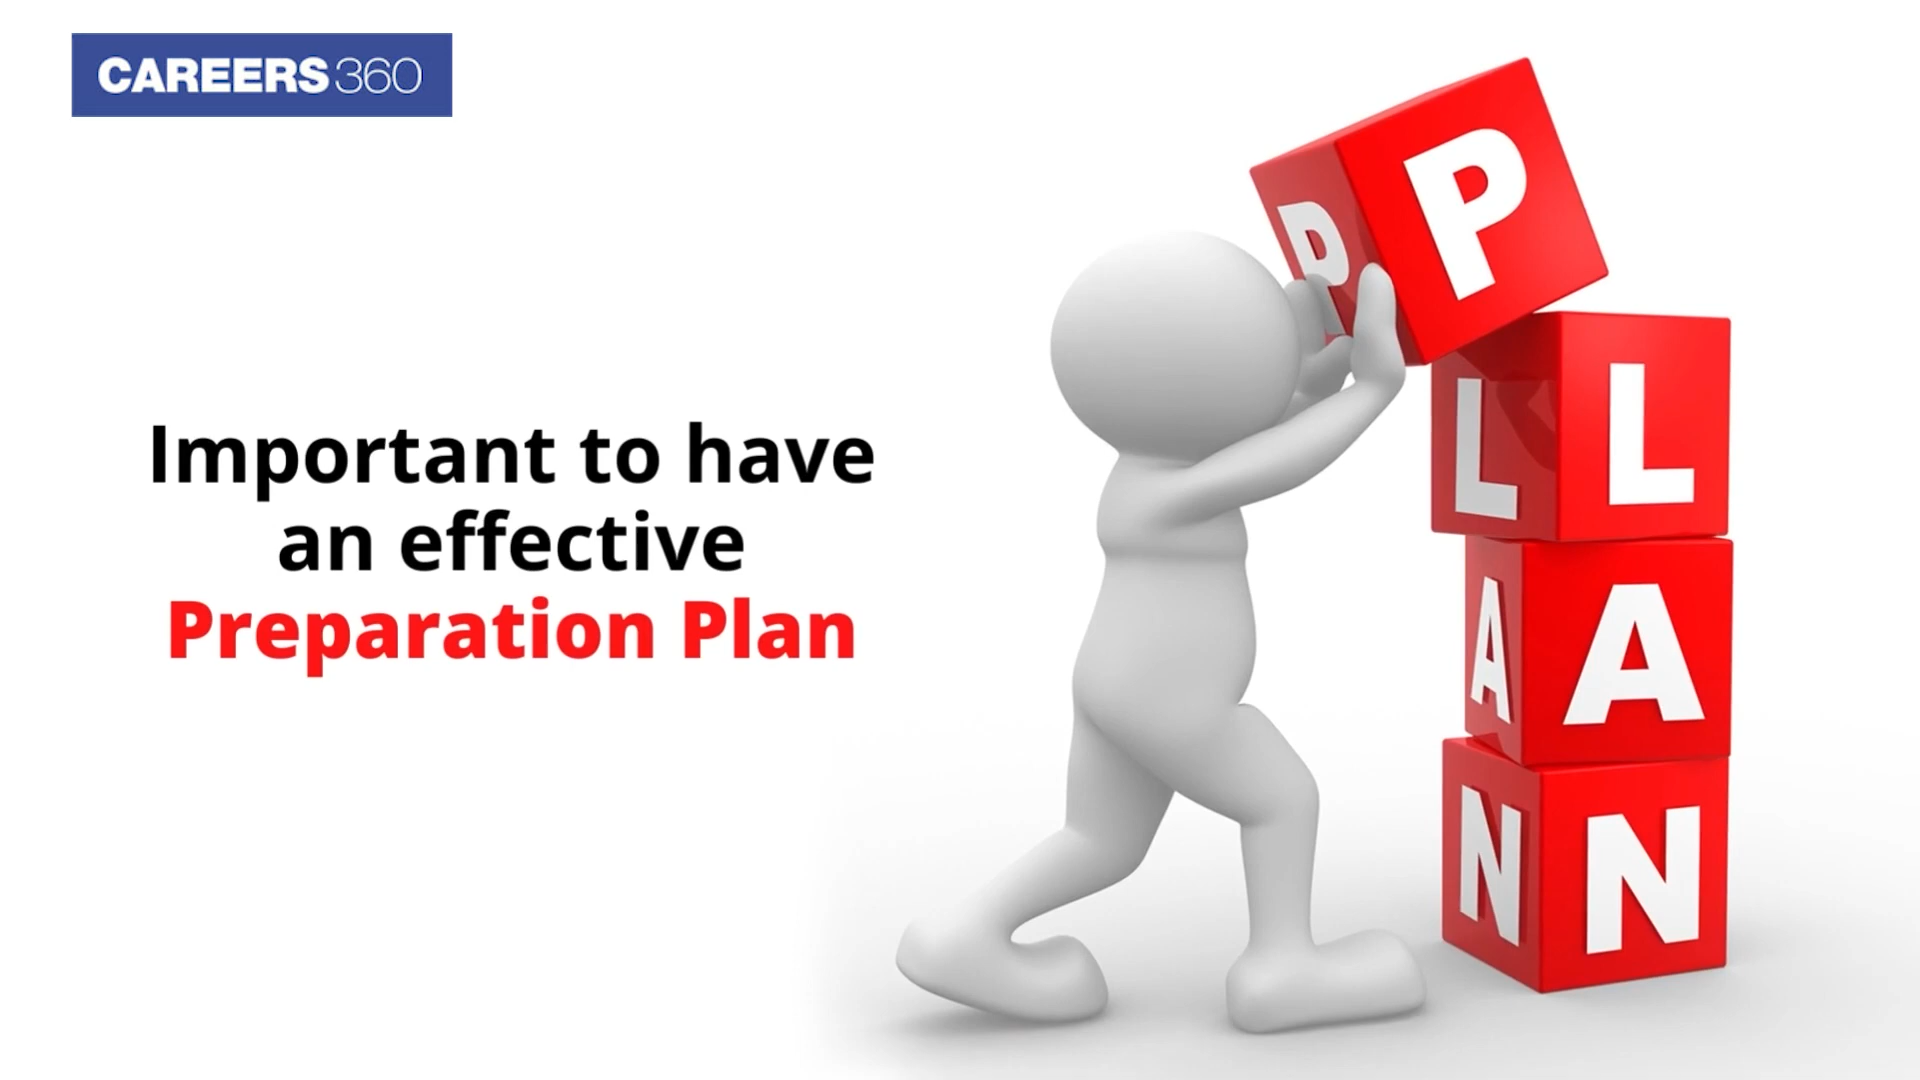 CAREERS360
Important to have
an effective
Preparation Plan
P P
L L
A A
N N